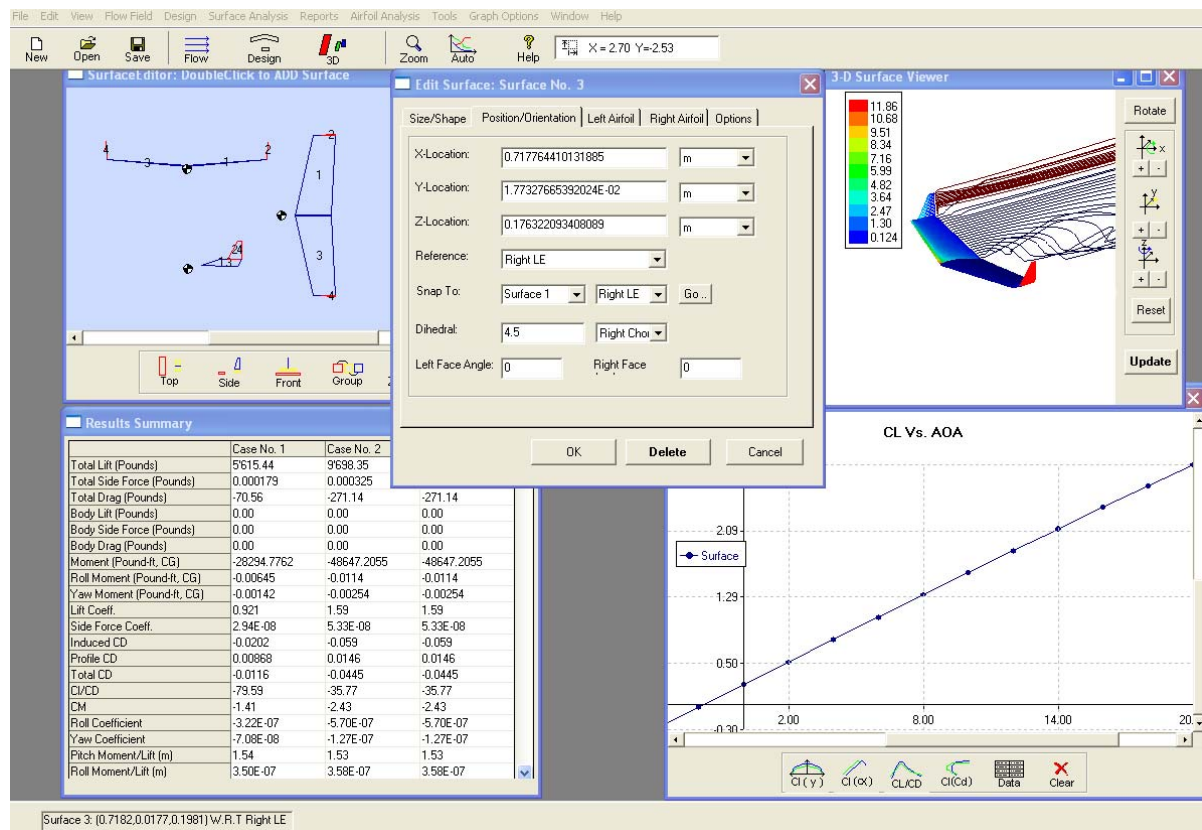 File Edit View Flow Field Design Surface Analysis Reports Airfoil Analysis Tools Graph Options Window Help
New Open Save Flow Design 3D Zoom Auto Help X = 2.70 Y=-2.53
SurfaceEditor: DoubleClick to ADD Surface
4 3 1 2
2
1
3
4
24
13
Top Side Front Group
Edit Surface: Surface No. 3
Size/Shape Position/Orientation Left Airfoil Right Airfoil Options
X-Location: 0.717764410131885 m
Y-Location: 1.77327665392024E-02 m
Z-Location: 0.176322093408089 m
Reference: Right LE
Snap To: Surface 1 Right LE Go ..
Dihedral: 4.5 Right Chor
Left Face Angle: 0 Right Face 0
OK Delete Cancel
3-D Surface Viewer
11.86
10.68
9.51
8.34
7.16
5.99
4.82
3.64
2.47
1.30
0.124
Rotate
x
+ -
Y
+ -
Z
+ -
Reset
Update
Results Summary
Case No. 1 Case No. 2
Total Lift (Pounds) 5'615.44 9'698.35
Total Side Force (Pounds) 0.000179 0.000325
Total Drag (Pounds) -70.56 -271.14 -271.14
Body Lift (Pounds) 0.00 0.00 0.00
Body Side Force (Pounds) 0.00 0.00 0.00
Body Drag (Pounds) 0.00 0.00 0.00
Moment (Pound-ft, CG) -28294.7762 -48647.2055 -48647.2055
Roll Moment (Pound-ft, CG) -0.00645 -0.0114 -0.0114
Yaw Moment (Pound-ft, CG) -0.00142 -0.00254 -0.00254
Lift Coeff. 0.921 1.59 1.59
Side Force Coeff. 2.94E-08 5.33E-08 5.33E-08
Induced CD -0.0202 -0.059 -0.059
Profile CD 0.00868 0.0146 0.0146
Total CD -0.0116 -0.0445 -0.0445
Cl/CD -79.59 -35.77 -35.77
CM -1.41 -2.43 -2.43
Roll Coefficient -3.22E-07 -5.70E-07 -5.70E-07
Yaw Coefficient -7.08E-08 -1.27E-07 -1.27E-07
Pitch Moment/Lift (m) 1.54 1.53 1.53
Roll Moment/Lift (m) 3.50E-07 3.58E-07 3.58E-07
CL Vs. AOA
2.09
Surface
1.29
0.50
-0.30
2.00 8.00 14.00 20.
Cl ( y ) Cl (α) CL/CD Cl(Cd) Data Clear
Surface 3: (0.7182,0.0177,0.1981) W.R.T Right LE